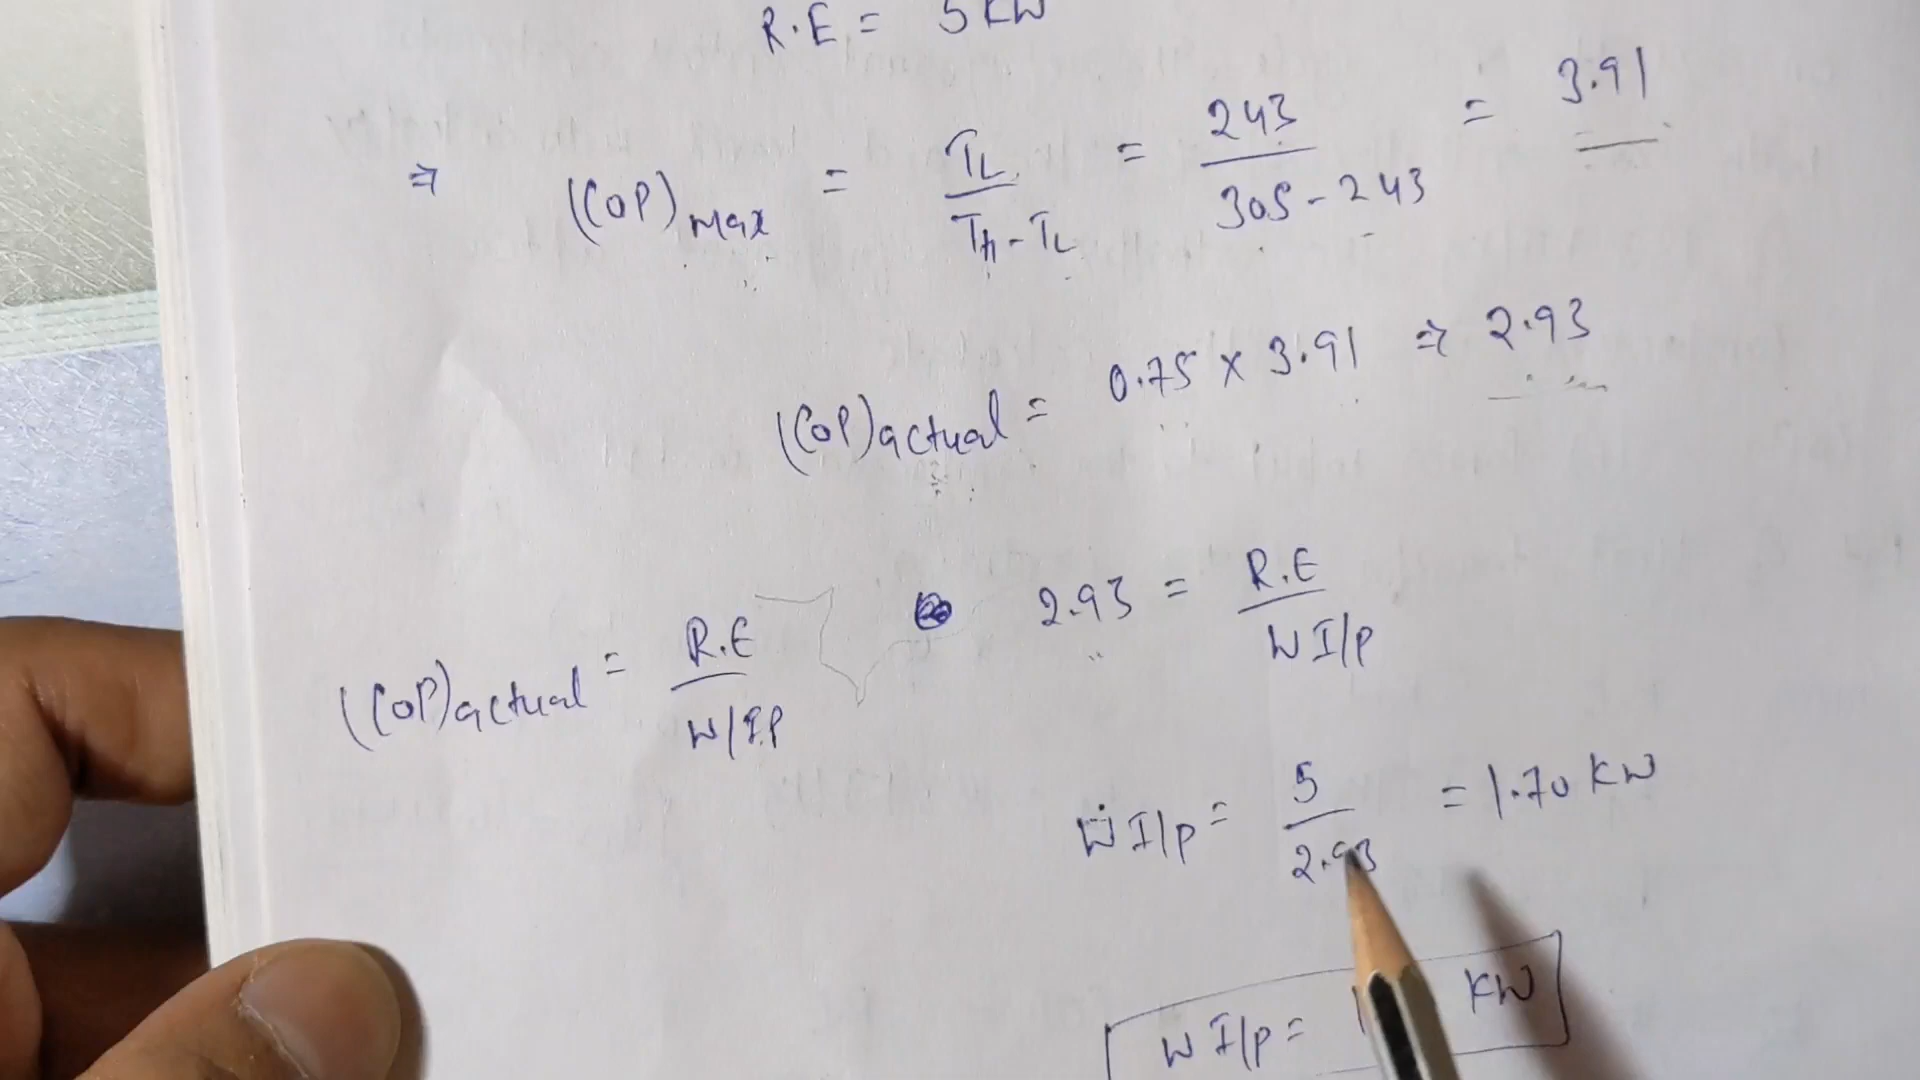 R.E = 5 KW
⇒ (COP)max = TL / Th - TL = 243 / 305 - 243 = 3.91
(COP)actual = 0.75 x 3.91 ⇒ 2.93
(COP)actual = R.E / W/I.P 2.93 = R.E / W I/p
Ẇ I/p = 5 / 2.93 = 1.70 KW
W I/p = KW